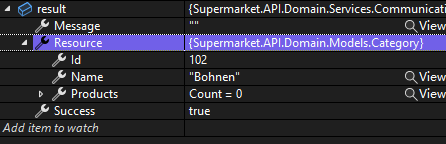 result {Supermarket.API.Domain.Services.Communicati
Message "" View
Resource {Supermarket.API.Domain.Models.Category}
Id 102
Name "Bohnen" View
Products Count = 0 View
Success true
Add item to watch